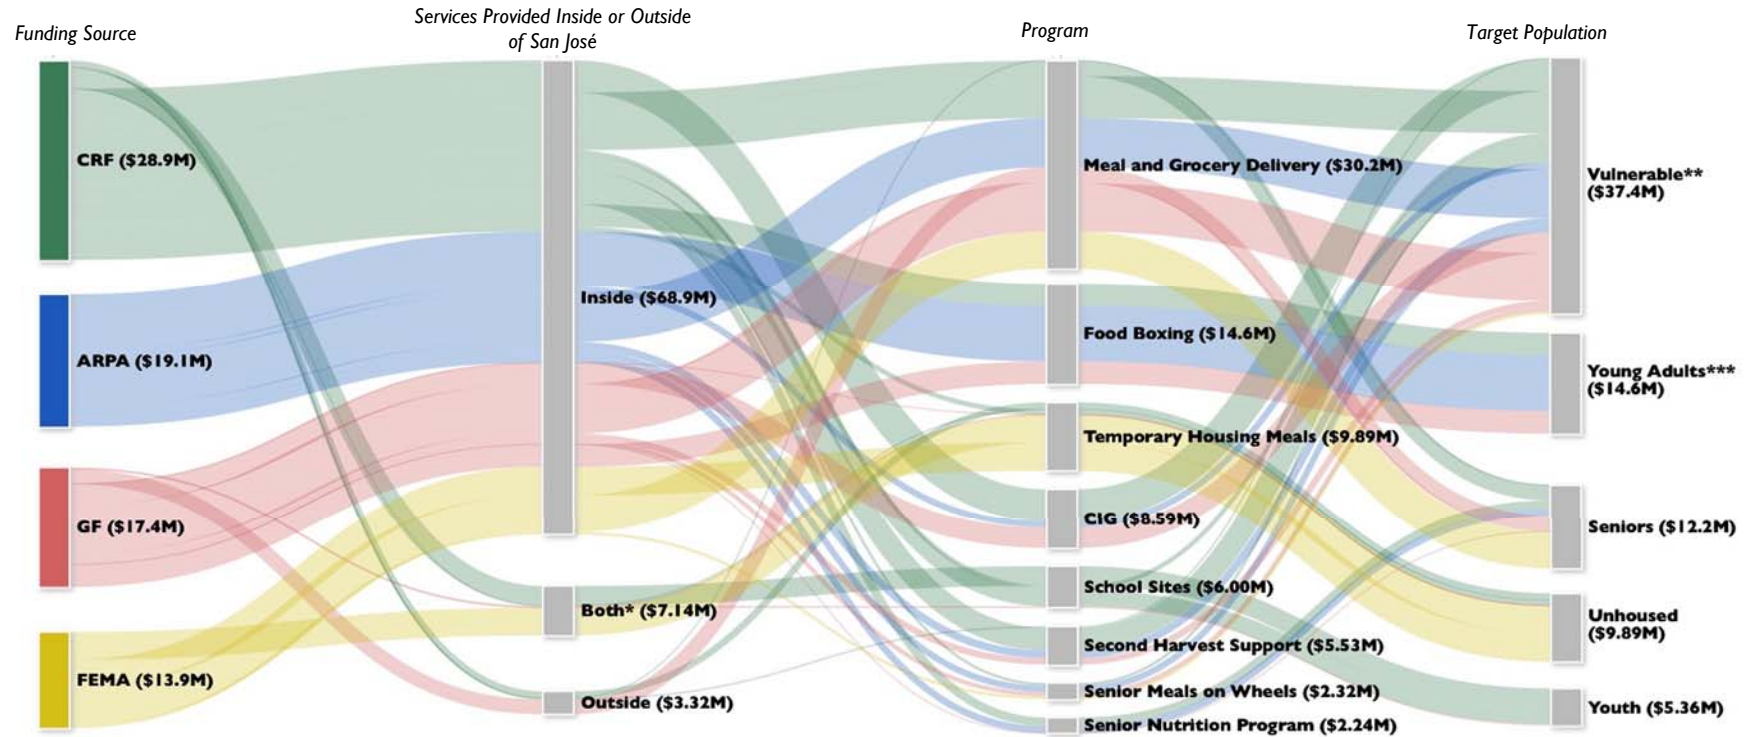 Funding Source
Services Provided Inside or Outside
of San José
Program
Target Population
CRF ($28.9M)
ARPA ($19.1M)
GF ($17.4M)
FEMA ($13.9M)
Inside ($68.9M)
Both* ($7.14M)
Outside ($3.32M)
Meal and Grocery Delivery ($30.2M)
Food Boxing ($14.6M)
Temporary Housing Meals ($9.89M)
CIG ($8.59M)
School Sites ($6.00M)
Second Harvest Support ($5.53M)
Senior Meals on Wheels ($2.32M)
Senior Nutrition Program ($2.24M)
Vulnerable**
($37.4M)
Young Adults***
($14.6M)
Seniors ($12.2M)
Unhoused
($9.89M)
Youth ($5.36M)